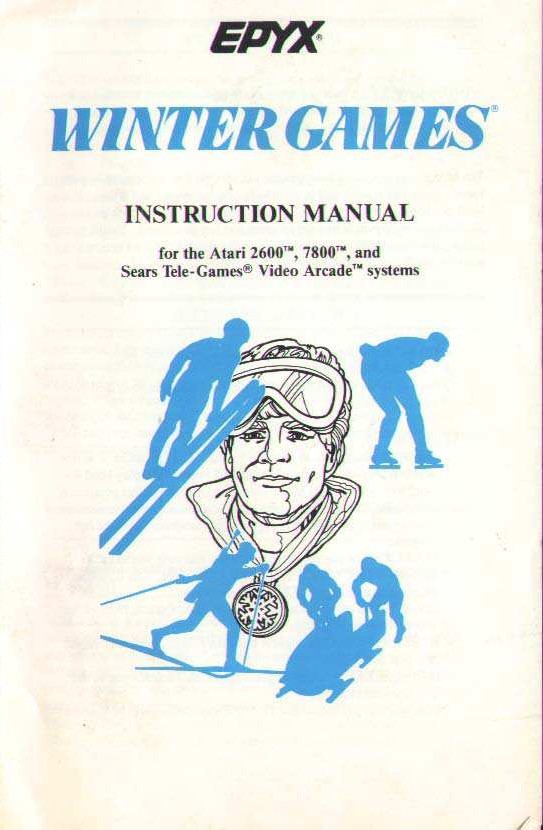 EPYX®
WINTER GAMES®
INSTRUCTION MANUAL
for the Atari 2600™, 7800™, and
Sears Tele-Games® Video Arcade™ systems